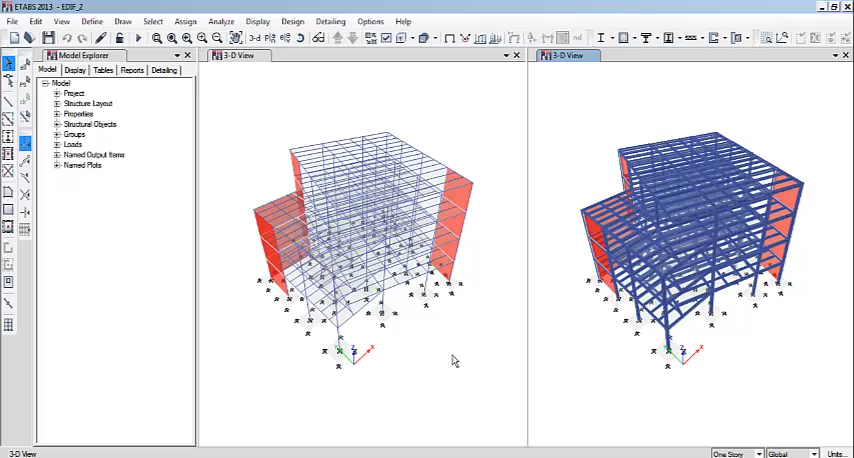 ETABS 2013 - EDIF_2
File Edit View Define Draw Select Assign Analyze Display Design Detailing Options Help
3-d
nd
Model Explorer
Model Display Tables Reports Detailing
Model
Project
Structure Layout
Properties
Structural Objects
Groups
Loads
Named Output Items
Named Plots
3-D View
3-D View
Z X
Z X
3-D View
One Story
Global
Units...